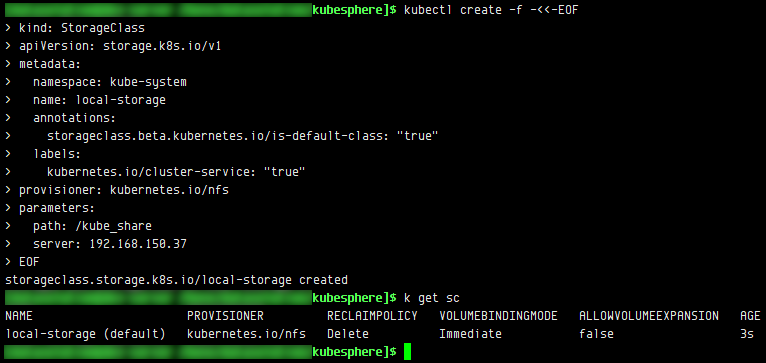 kubesphere]$ kubectl create -f -<<-EOF
> kind: StorageClass
> apiVersion: storage.k8s.io/v1
> metadata:
>   namespace: kube-system
>   name: local-storage
>   annotations:
>     storageclass.beta.kubernetes.io/is-default-class: "true"
>   labels:
>     kubernetes.io/cluster-service: "true"
> provisioner: kubernetes.io/nfs
> parameters:
>   path: /kube_share
>   server: 192.168.150.37
> EOF
storageclass.storage.k8s.io/local-storage created
kubesphere]$ k get sc
NAME                      PROVISIONER         RECLAIMPOLICY   VOLUMEBINDINGMODE   ALLOWVOLUMEEXPANSION   AGE
local-storage (default)   kubernetes.io/nfs   Delete          Immediate           false                  3s
kubesphere]$